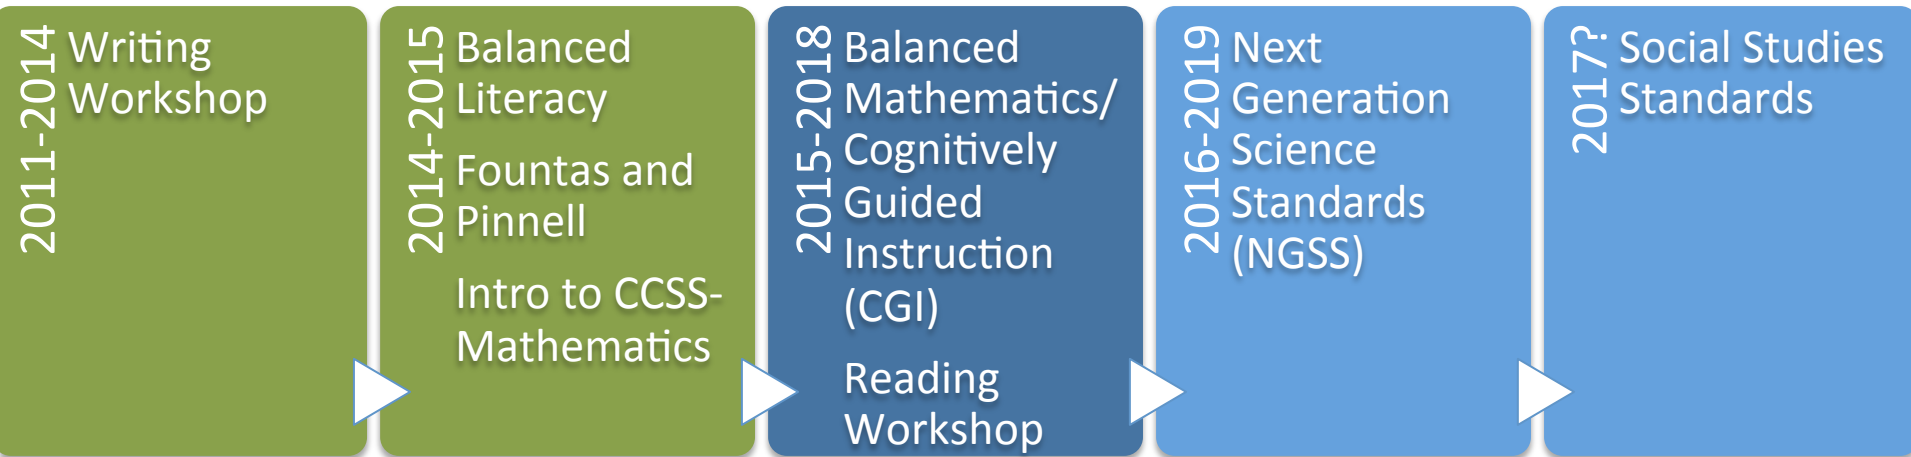 2011-2014
Writing
Workshop
2014-2015
Balanced
Literacy
Fountas and
Pinnell
Intro to CCSS-
Mathematics
2015-2018
Balanced
Mathematics/
Cognitively
Guided
Instruction
(CGI)
Reading
Workshop
2016-2019
Next
Generation
Science
Standards
(NGSS)
2017?
Social Studies
Standards